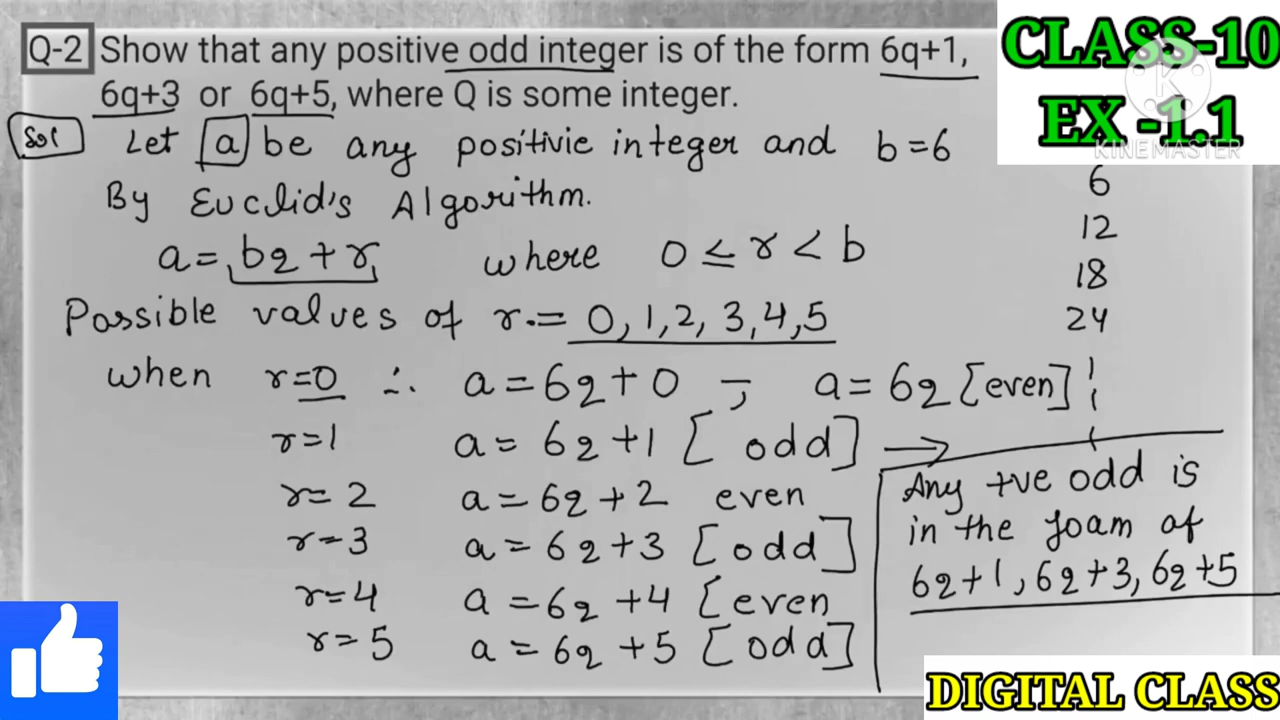 Q-2 Show that any positive odd integer is of the form 6q+1,
6q+3 or 6q+5, where Q is some integer.
CLASS-10
EX -1.1
K
KINEMASTER
Sol Let a be any positivie integer and b = 6
By Euclid's Algorithm.
a = bq + r where 0 ≤ r < b
Possible values of r = 0, 1, 2, 3, 4, 5
6
12
18
24
when r=0 ∴ a = 6q + 0 ⇒ a = 6q [even]
r=1 a = 6q + 1 [odd] →
r=2 a = 6q + 2 even
r=3 a = 6q + 3 [odd]
r=4 a = 6q + 4 [even
r=5 a = 6q + 5 [odd]
Any +ve odd is
in the foam of
6q+1, 6q+3, 6q+5
DIGITAL CLASS